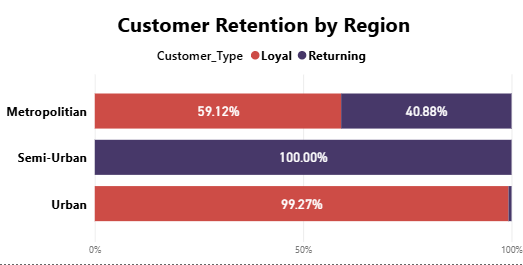 Customer Retention by Region
Customer_Type Loyal Returning
Metropolitian 59.12% 40.88%
Semi-Urban 100.00%
Urban 99.27%
0% 50% 100%